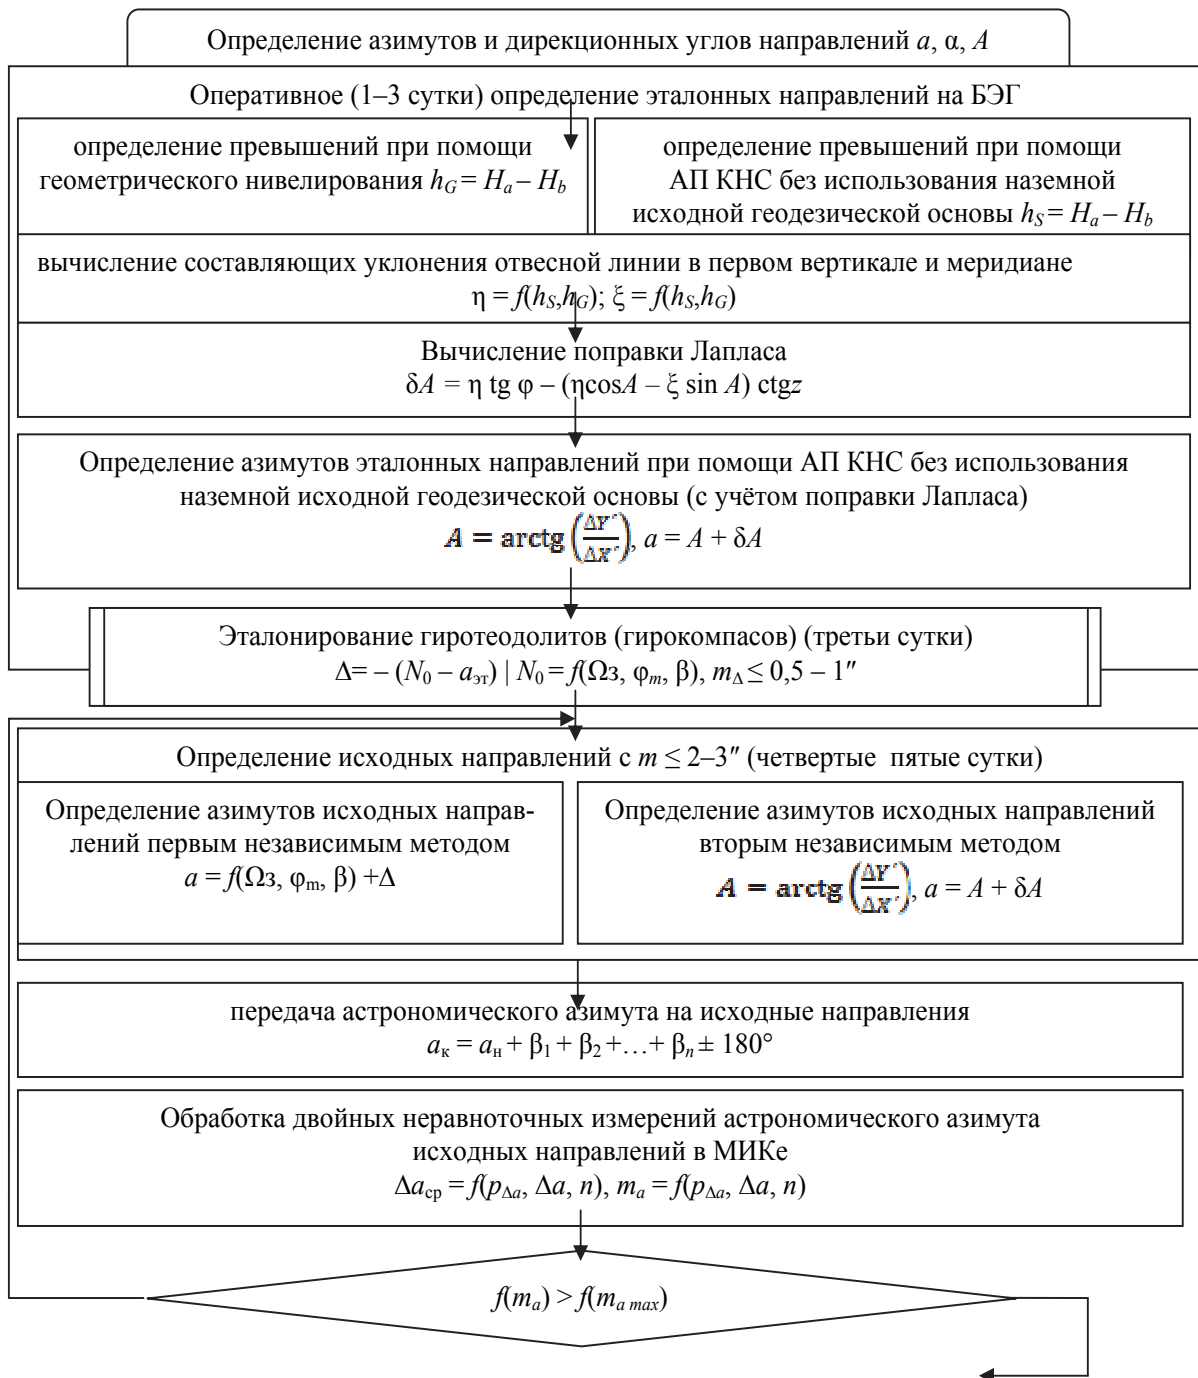 Определение азимутов и дирекционных углов направлений a, α, A
Оперативное (1–3 сутки) определение эталонных направлений на БЭГ
определение превышений при помощи
геометрического нивелирования h_G = H_a – H_b
определение превышений при помощи
АП КНС без использования наземной
исходной геодезической основы h_S = H_a – H_b
вычисление составляющих уклонения отвесной линии в первом вертикале и меридиане
η = f(h_S,h_G); ξ = f(h_S,h_G)
Вычисление поправки Лапласа
δA = η tg φ – (ηcosA – ξ sin A) ctgz
Определение азимутов эталонных направлений при помощи АП КНС без использования
наземной исходной геодезической основы (с учётом поправки Лапласа)
A = arctg(ΔY′/ΔX′), a = A + δA
Эталонирование гиротеодолитов (гирокомпасов) (третьи сутки)
Δ= – (N_0 – a_эт) | N_0 = f(Ωз, φ_m, β), m_Δ ≤ 0,5 – 1″
Определение исходных направлений с m ≤ 2–3″ (четвертые пятые сутки)
Определение азимутов исходных направ-
лений первым независимым методом
a = f(Ωз, φ_m, β) +Δ
Определение азимутов исходных направлений
вторым независимым методом
A = arctg(ΔY′/ΔX′), a = A + δA
передача астрономического азимута на исходные направления
a_к = a_н + β_1 + β_2 +…+ β_n ± 180°
Обработка двойных неравноточных измерений астрономического азимута
исходных направлений в МИКе
Δa_ср = f(p_Δa, Δa, n), m_a = f(p_Δa, Δa, n)
f(m_a) > f(m_a max)